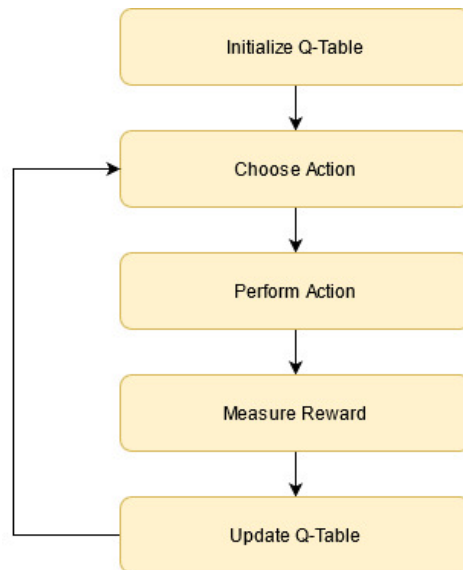 Initialize Q-Table
Choose Action
Perform Action
Measure Reward
Update Q-Table